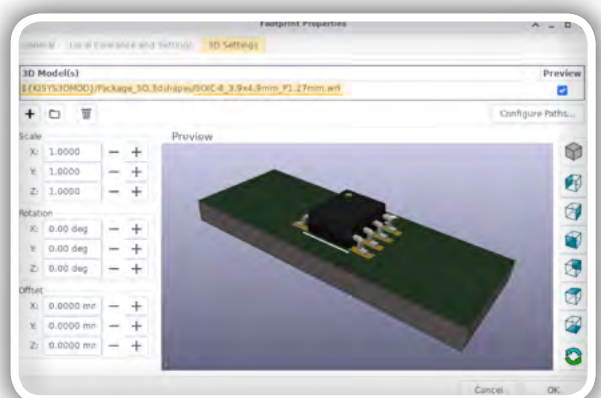 Footprint Properties
General Local Clearance and Settings 3D Settings
3D Model(s) Preview
${KISYS3DMOD}/Package_SO.3dshapes/SOIC-8_3.9x4.9mm_P1.27mm.wrl
Configure Paths...
Scale Preview
X: 1.0000 − +
Y: 1.0000 − +
Z: 1.0000 − +
Rotation
X: 0.00 deg − +
Y: 0.00 deg − +
Z: 0.00 deg − +
Offset
X: 0.0000 mm − +
Y: 0.0000 mm − +
Z: 0.0000 mm − +
Cancel OK